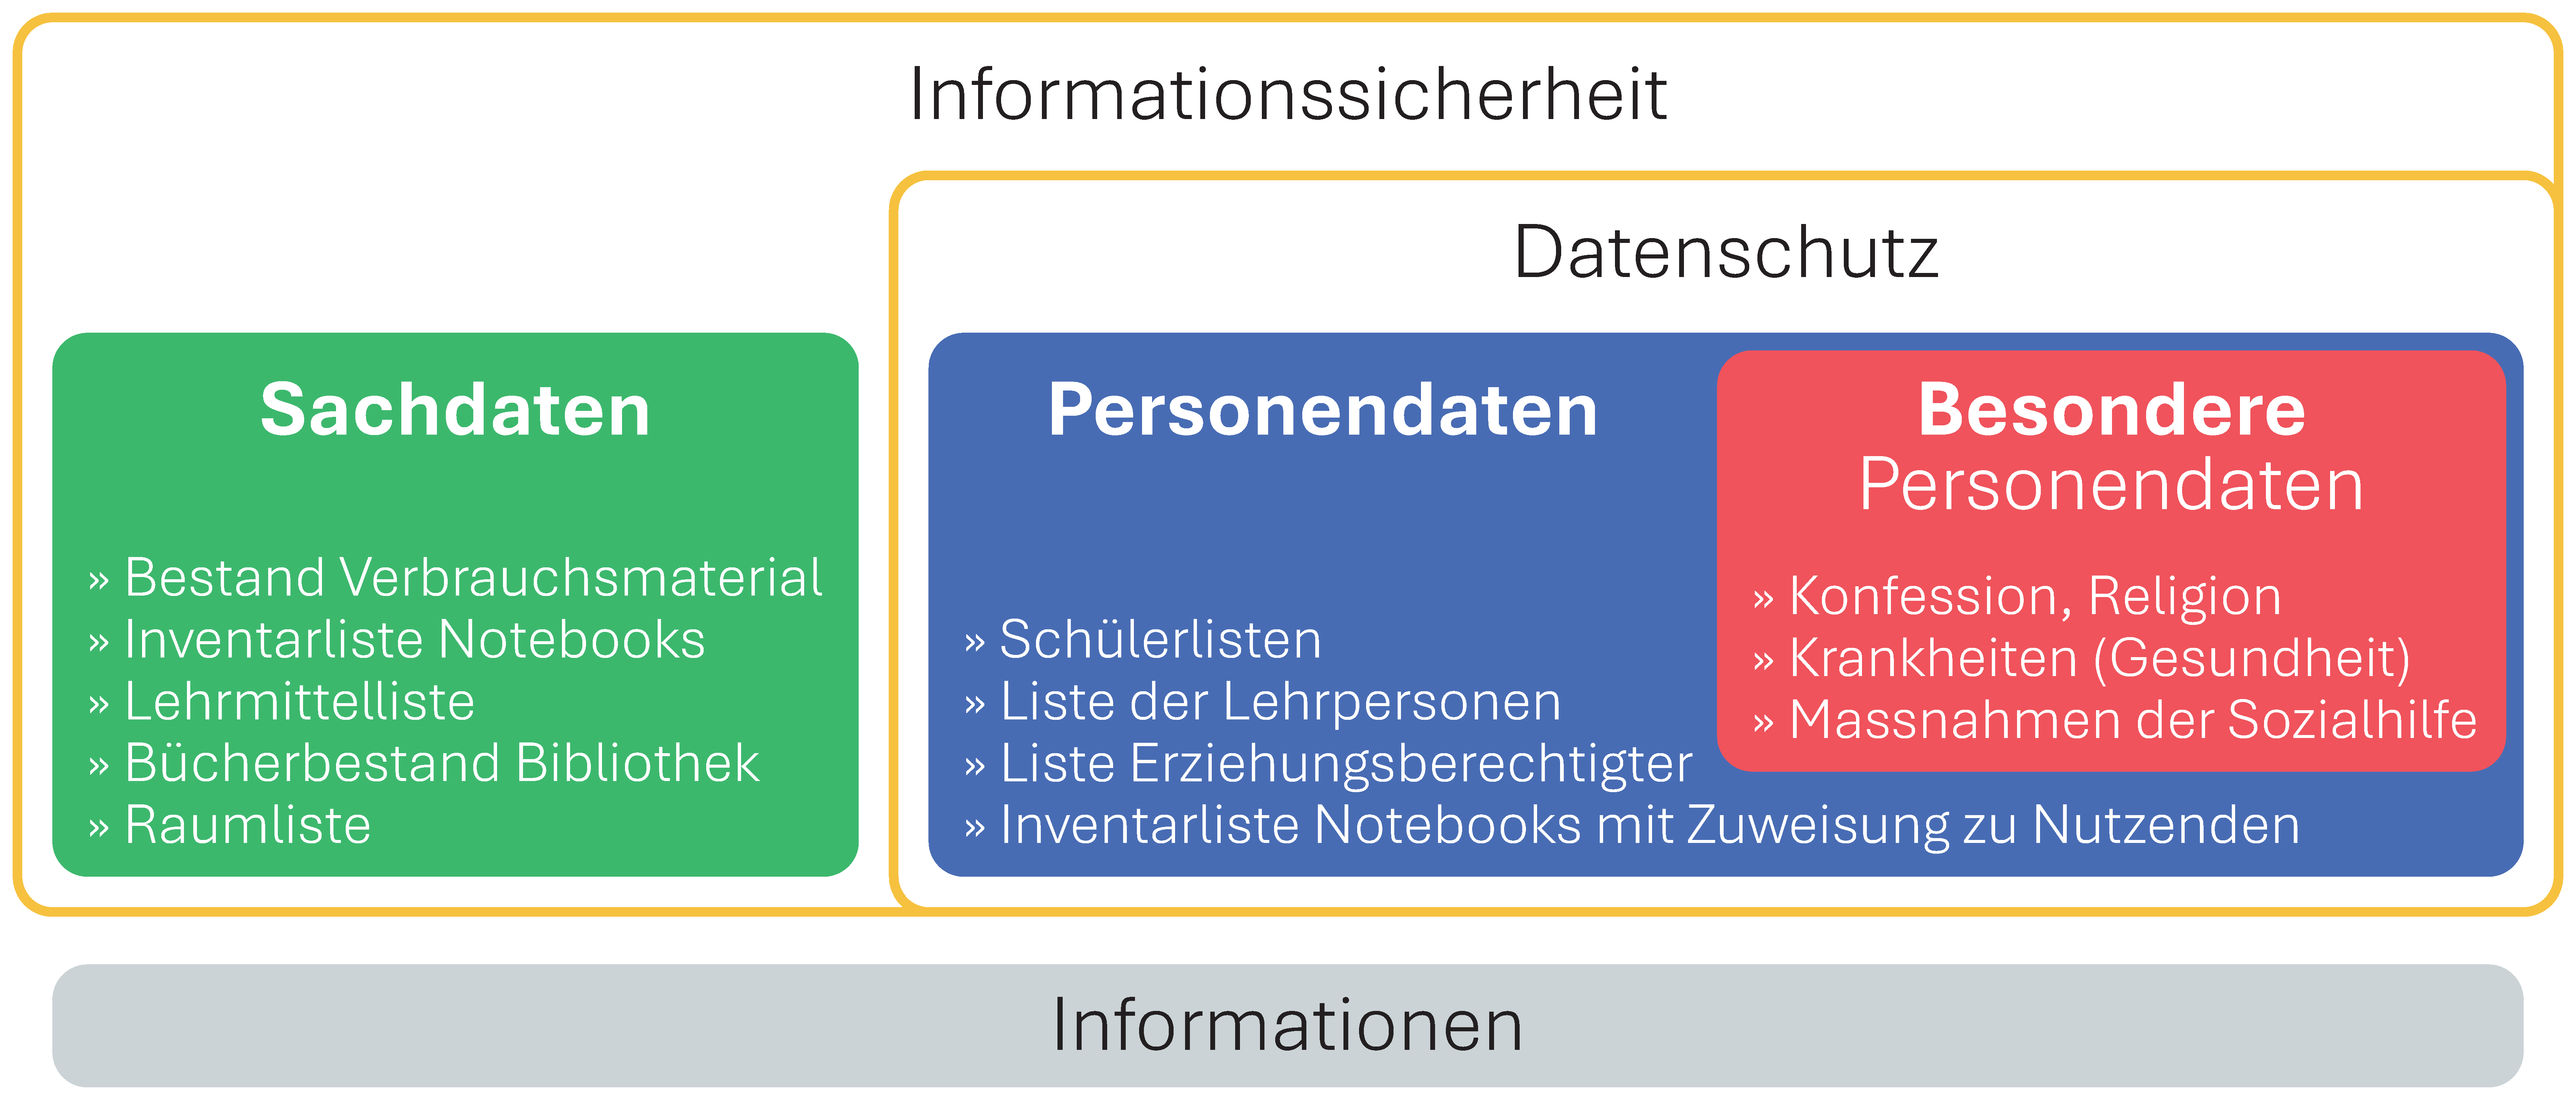 Informationssicherheit
Datenschutz
Sachdaten
» Bestand Verbrauchsmaterial
» Inventarliste Notebooks
» Lehrmittelliste
» Bücherbestand Bibliothek
» Raumliste
Personendaten
» Schülerlisten
» Liste der Lehrpersonen
» Liste Erziehungsberechtigter
» Inventarliste Notebooks mit Zuweisung zu Nutzenden
Besondere
Personendaten
» Konfession, Religion
» Krankheiten (Gesundheit)
» Massnahmen der Sozialhilfe
Informationen